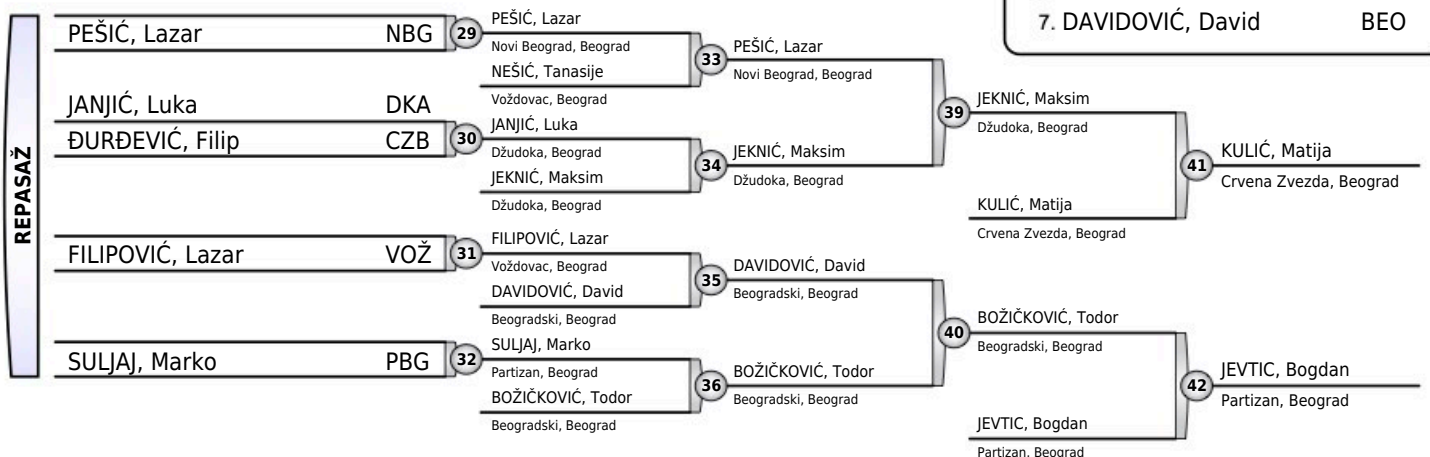 7. DAVIDOVIĆ, David BEO
REPASAŽ
PEŠIĆ, Lazar NBG
JANJIĆ, Luka DKA
ĐURĐEVIĆ, Filip CZB
FILIPOVIĆ, Lazar VOŽ
SULJAJ, Marko PBG
29
PEŠIĆ, Lazar
Novi Beograd, Beograd
NEŠIĆ, Tanasije
Voždovac, Beograd
30
JANJIĆ, Luka
Džudoka, Beograd
JEKNIĆ, Maksim
Džudoka, Beograd
31
FILIPOVIĆ, Lazar
Voždovac, Beograd
DAVIDOVIĆ, David
Beogradski, Beograd
32
SULJAJ, Marko
Partizan, Beograd
BOŽIČKOVIĆ, Todor
Beogradski, Beograd
33
PEŠIĆ, Lazar
Novi Beograd, Beograd
34
JEKNIĆ, Maksim
Džudoka, Beograd
35
DAVIDOVIĆ, David
Beogradski, Beograd
36
BOŽIČKOVIĆ, Todor
Beogradski, Beograd
39
JEKNIĆ, Maksim
Džudoka, Beograd
KULIĆ, Matija
Crvena Zvezda, Beograd
40
BOŽIČKOVIĆ, Todor
Beogradski, Beograd
JEVTIC, Bogdan
Partizan, Beograd
41
KULIĆ, Matija
Crvena Zvezda, Beograd
42
JEVTIC, Bogdan
Partizan, Beograd